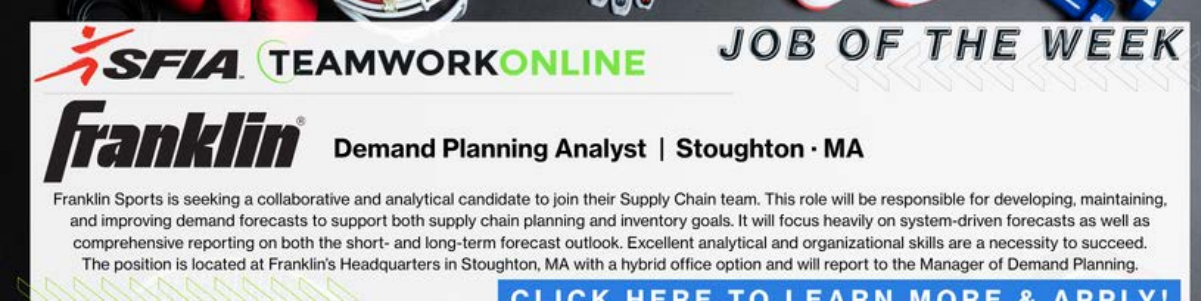 SFIA. TEAMWORKONLINE
JOB OF THE WEEK
Franklin®
Demand Planning Analyst | Stoughton · MA
Franklin Sports is seeking a collaborative and analytical candidate to join their Supply Chain team. This role will be responsible for developing, maintaining,
and improving demand forecasts to support both supply chain planning and inventory goals. It will focus heavily on system-driven forecasts as well as
comprehensive reporting on both the short- and long-term forecast outlook. Excellent analytical and organizational skills are a necessity to succeed.
The position is located at Franklin's Headquarters in Stoughton, MA with a hybrid office option and will report to the Manager of Demand Planning.
CLICK HERE TO LEARN MORE & APPLY!